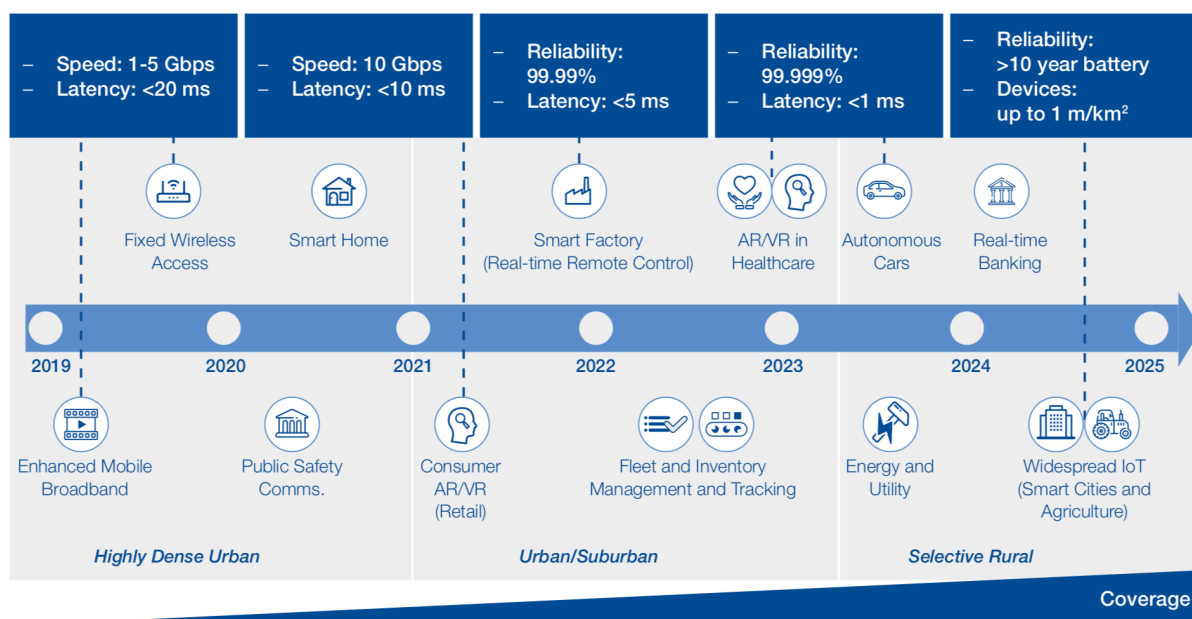 – Speed: 1-5 Gbps
– Latency: <20 ms
– Speed: 10 Gbps
– Latency: <10 ms
– Reliability:
99.99%
– Latency: <5 ms
– Reliability:
99.999%
– Latency: <1 ms
– Reliability:
>10 year battery
– Devices:
up to 1 m/km²
Fixed Wireless
Access
Smart Home
Smart Factory
(Real-time Remote Control)
AR/VR in
Healthcare
Autonomous
Cars
Real-time
Banking
2019
2020
2021
2022
2023
2024
2025
Enhanced Mobile
Broadband
Public Safety
Comms.
Consumer
AR/VR
(Retail)
Fleet and Inventory
Management and Tracking
Energy and
Utility
Widespread IoT
(Smart Cities and
Agriculture)
Highly Dense Urban
Urban/Suburban
Selective Rural
Coverage